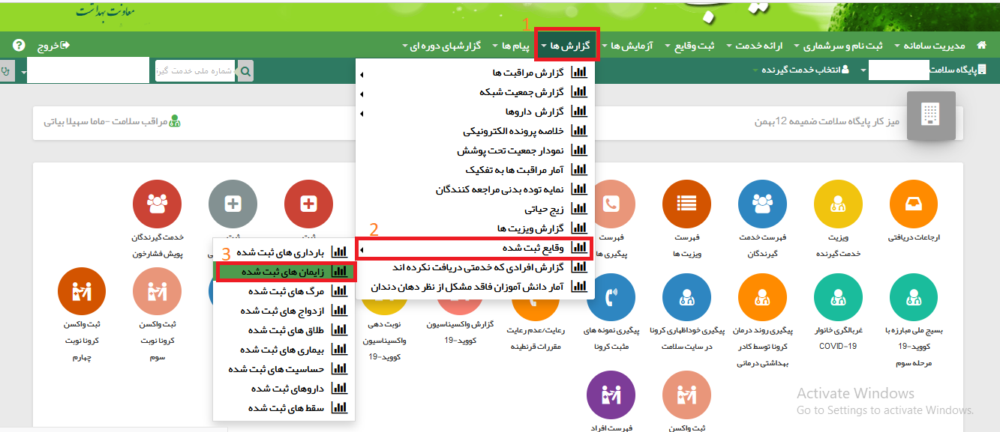 معاونت بهداشت
1
مدیریت سامانه
ثبت نام و سرشماری
ارائه خدمت
ثبت وقایع
آزمایش ها
گزارش ها
پیام ها
گزارشهای دوره ای
خروج
?
پایگاه سلامت
انتخاب خدمت گیرنده
شماره ملی خدمت گیرن
میز کار پایگاه سلامت ضمیمه 12بهمن
مراقب سلامت -ماما سهیلا بیاتی
گزارش مراقبت ها
گزارش جمعیت شبکه
گزارش داروها
خلاصه پرونده الکترونیکی
نمودار جمعیت تحت پوشش
آمار مراقبت ها به تفکیک
نمایه توده بدنی مراجعه کنندگان
زیج حیاتی
گزارش ویزیت ها
2
وقایع ثبت شده
گزارش افرادی که خدمتی دریافت نکرده اند
آمار دانش آموزان فاقد مشکل از نظر دهان دندان
بارداری های ثبت شده
3
زایمان های ثبت شده
مرگ های ثبت شده
ازدواج های ثبت شده
طلاق های ثبت شده
بیماری های ثبت شده
حساسیت های ثبت شده
داروهای ثبت شده
سقط های ثبت شده
ارجاعات دریافتی
ویزیت
خدمت گیرنده
فهرست خدمت
گیرندگان
فهرست
ویزیت ها
فهرست
پیگیری ها
ثبت
ثبت
خدمت گیرندگان
پویش فشارخون
بسیج ملی مبارزه با
کووید-19
مرحله سوم
غربالگری خانوار
COVID-19
پیگیری روند درمان
کرونا توسط کادر
بهداشتی درمانی
پیگیری خوداظهاری کرونا
در سایت سلامت
پیگیری نمونه های
مثبت کرونا
رعایت/عدم رعایت
مقررات قرنطینه
گزارش واکسیناسیون
کووید-19
نوبت دهی
واکسیناسیون
کووید-19
ثبت واکسن
کرونا نوبت
سوم
ثبت واکسن
کرونا نوبت
چهارم
ثبت واکسن
فهرست افراد
Activate Windows
Go to Settings to activate Windows.